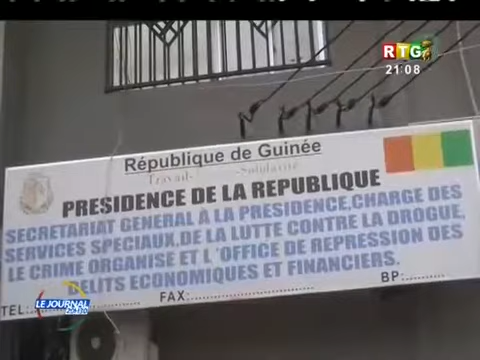 RTG
21:08
République de Guinée
Travail- -Solidarité
PRESIDENCE DE LA REPUBLIQUE
SECRETARIAT GENERAL À LA PRESIDENCE,CHARGE DES
SERVICES SPECIAUX,DE LA LUTTE CONTRE LA DROGUE,
LE CRIME ORGANISE ET L'OFFICE DE REPRESSION DES
DELITS ECONOMIQUES ET FINANCIERS.
TEL: FAX: BP:
LE JOURNAL
20H30